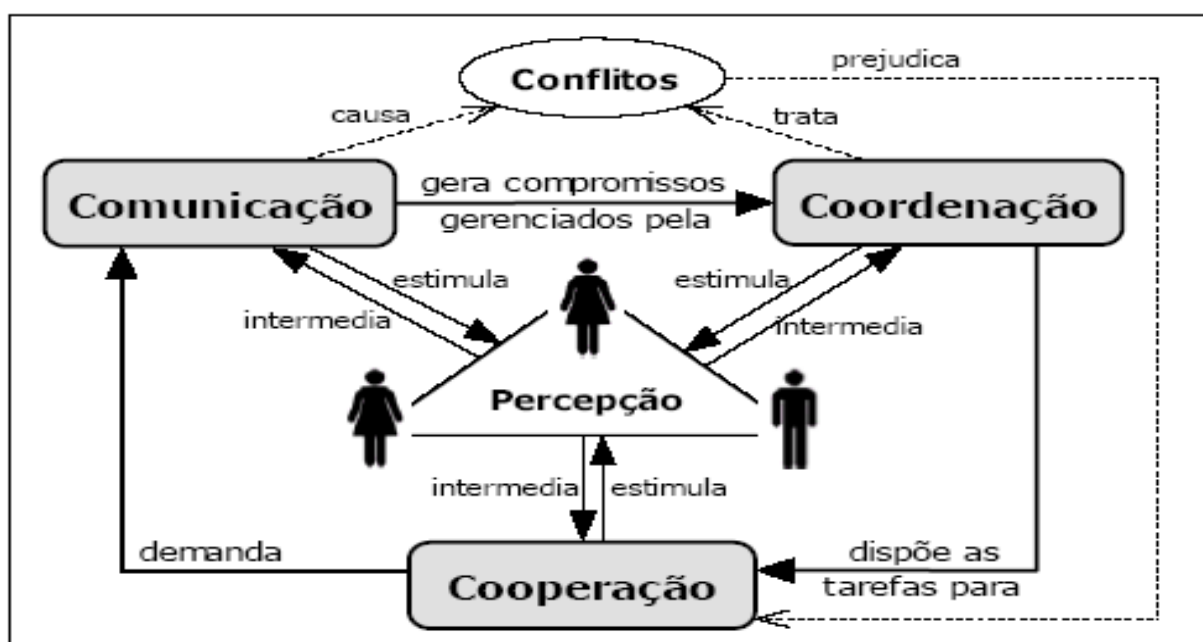 Conflitos
prejudica
causa
trata
Comunicação
gera compromissos
gerenciados pela
Coordenação
estimula
intermedia
estimula
intermedia
Percepção
intermedia
estimula
demanda
Cooperação
dispõe as
tarefas para